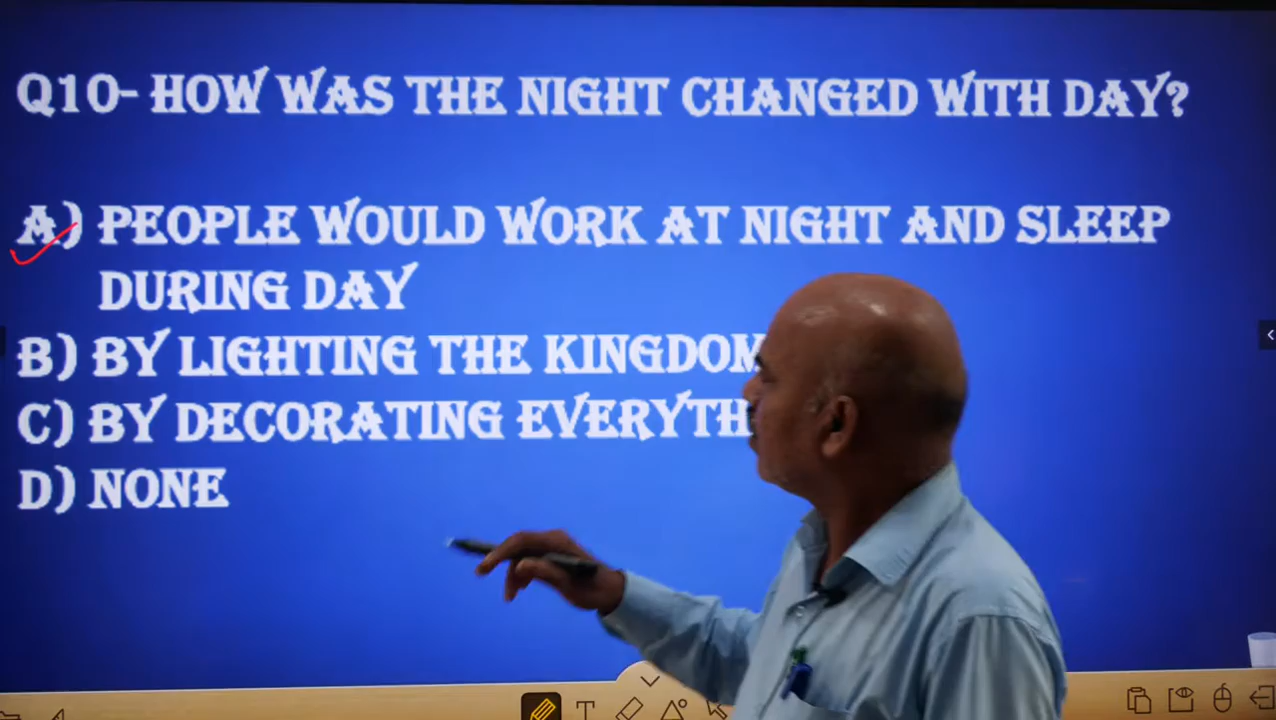 Q10- HOW WAS THE NIGHT CHANGED WITH DAY?
A) PEOPLE WOULD WORK AT NIGHT AND SLEEP
DURING DAY
B) BY LIGHTING THE KINGDOM
C) BY DECORATING
D) NONE